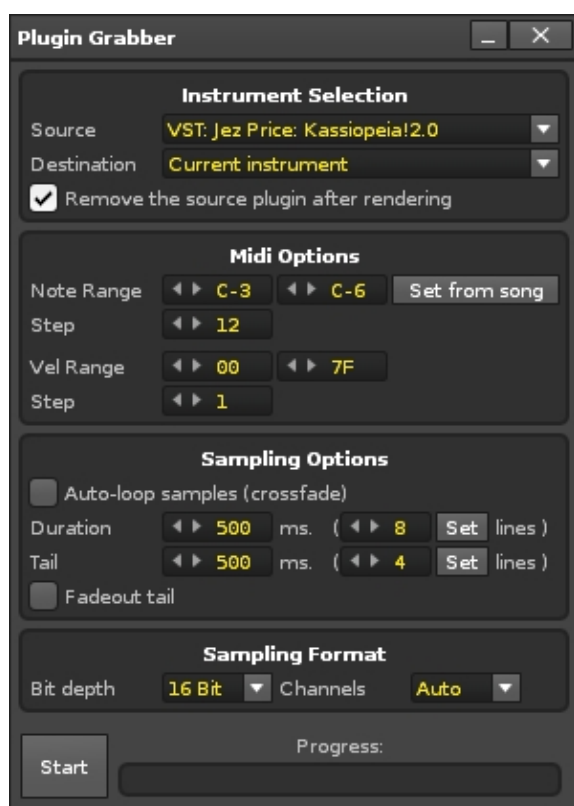 Plugin Grabber
Instrument Selection
Source VST: Jez Price: Kassiopeia!2.0
Destination Current instrument
Remove the source plugin after rendering
Midi Options
Note Range C-3 C-6 Set from song
Step 12
Vel Range 00 7F
Step 1
Sampling Options
Auto-loop samples (crossfade)
Duration 500 ms. ( 8 Set lines )
Tail 500 ms. ( 4 Set lines )
Fadeout tail
Sampling Format
Bit depth 16 Bit Channels Auto
Progress:
Start